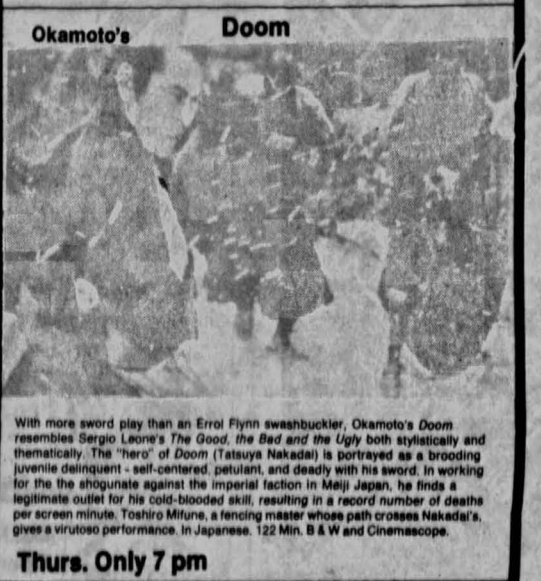 Okamoto's Doom
With more sword play than an Errol Flynn swashbuckler, Okamoto's Doom
resembles Sergio Leone's The Good, the Bad and the Ugly both stylistically and
thematically. The "hero" of Doom (Tatsuya Nakadai) is portrayed as a brooding
juvenile delinquent - self-centered, petulant, and deadly with his sword. In working
for the the shogunate against the imperial faction in Meiji Japan, he finds a
legitimate outlet for his cold-blooded skill, resulting in a record number of deaths
per screen minute. Toshiro Mifune, a fencing master whose path crosses Nakadai's,
gives a virutoso performance. In Japanese. 122 Min. B & W and Cinemascope.
Thurs. Only 7 pm